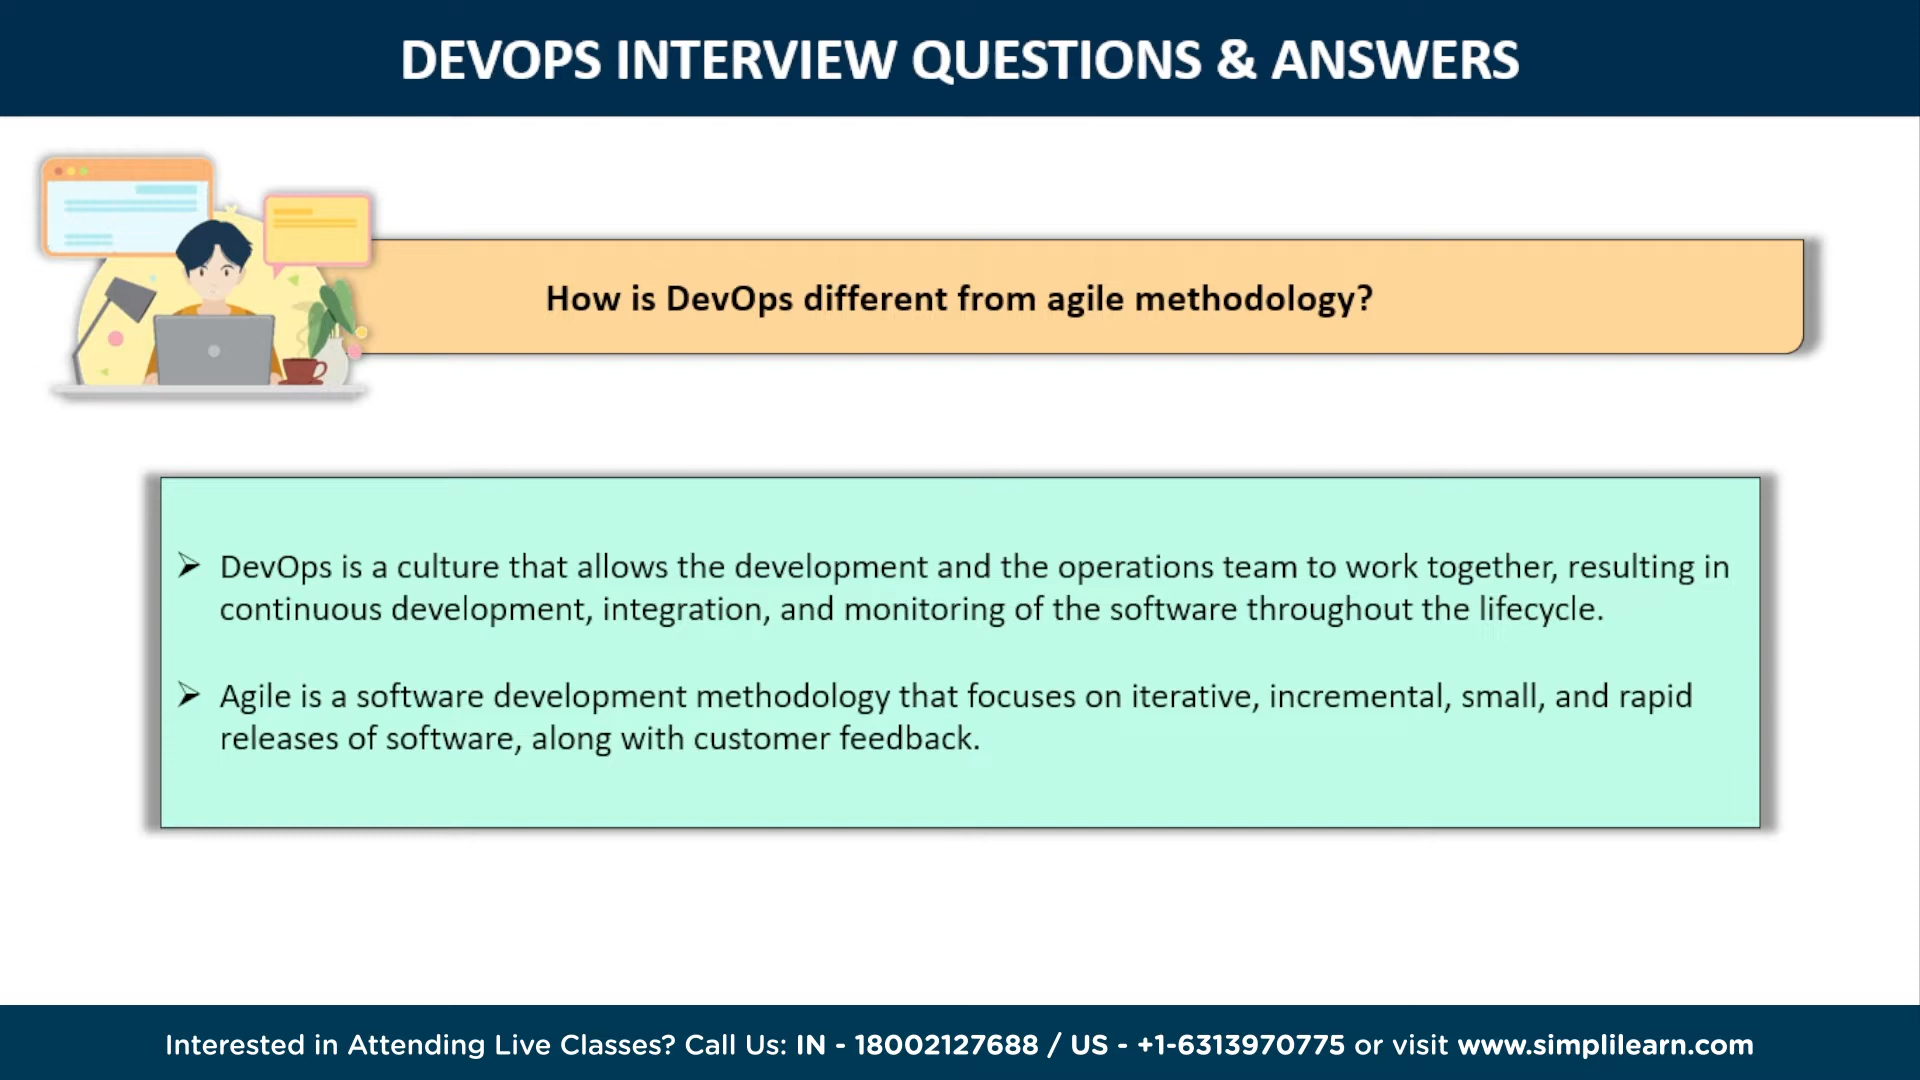 DEVOPS INTERVIEW QUESTIONS & ANSWERS
How is DevOps different from agile methodology?
➢ DevOps is a culture that allows the development and the operations team to work together, resulting in
continuous development, integration, and monitoring of the software throughout the lifecycle.
➢ Agile is a software development methodology that focuses on iterative, incremental, small, and rapid
releases of software, along with customer feedback.
Interested in Attending Live Classes? Call Us: IN - 18002127688 / US - +1-6313970775 or visit www.simplilearn.com